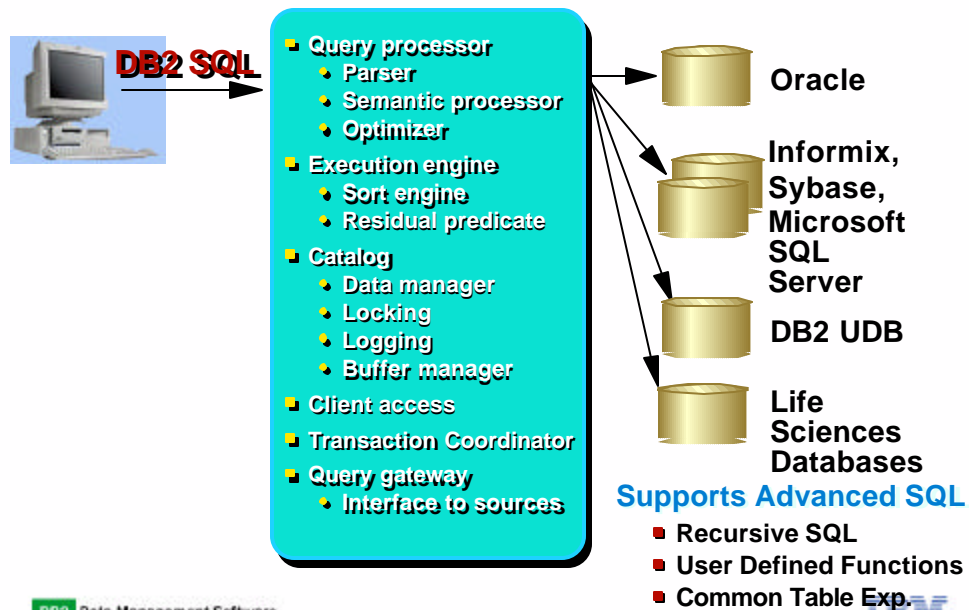 DB2 SQL
Query processor
Parser
Semantic processor
Optimizer
Execution engine
Sort engine
Residual predicate
Catalog
Data manager
Locking
Logging
Buffer manager
Client access
Transaction Coordinator
Query gateway
Interface to sources
Oracle
Informix,
Sybase,
Microsoft
SQL
Server
DB2 UDB
Life
Sciences
Databases
Supports Advanced SQL
Recursive SQL
User Defined Functions
Common Table Exp.
DB2 Data Management Software